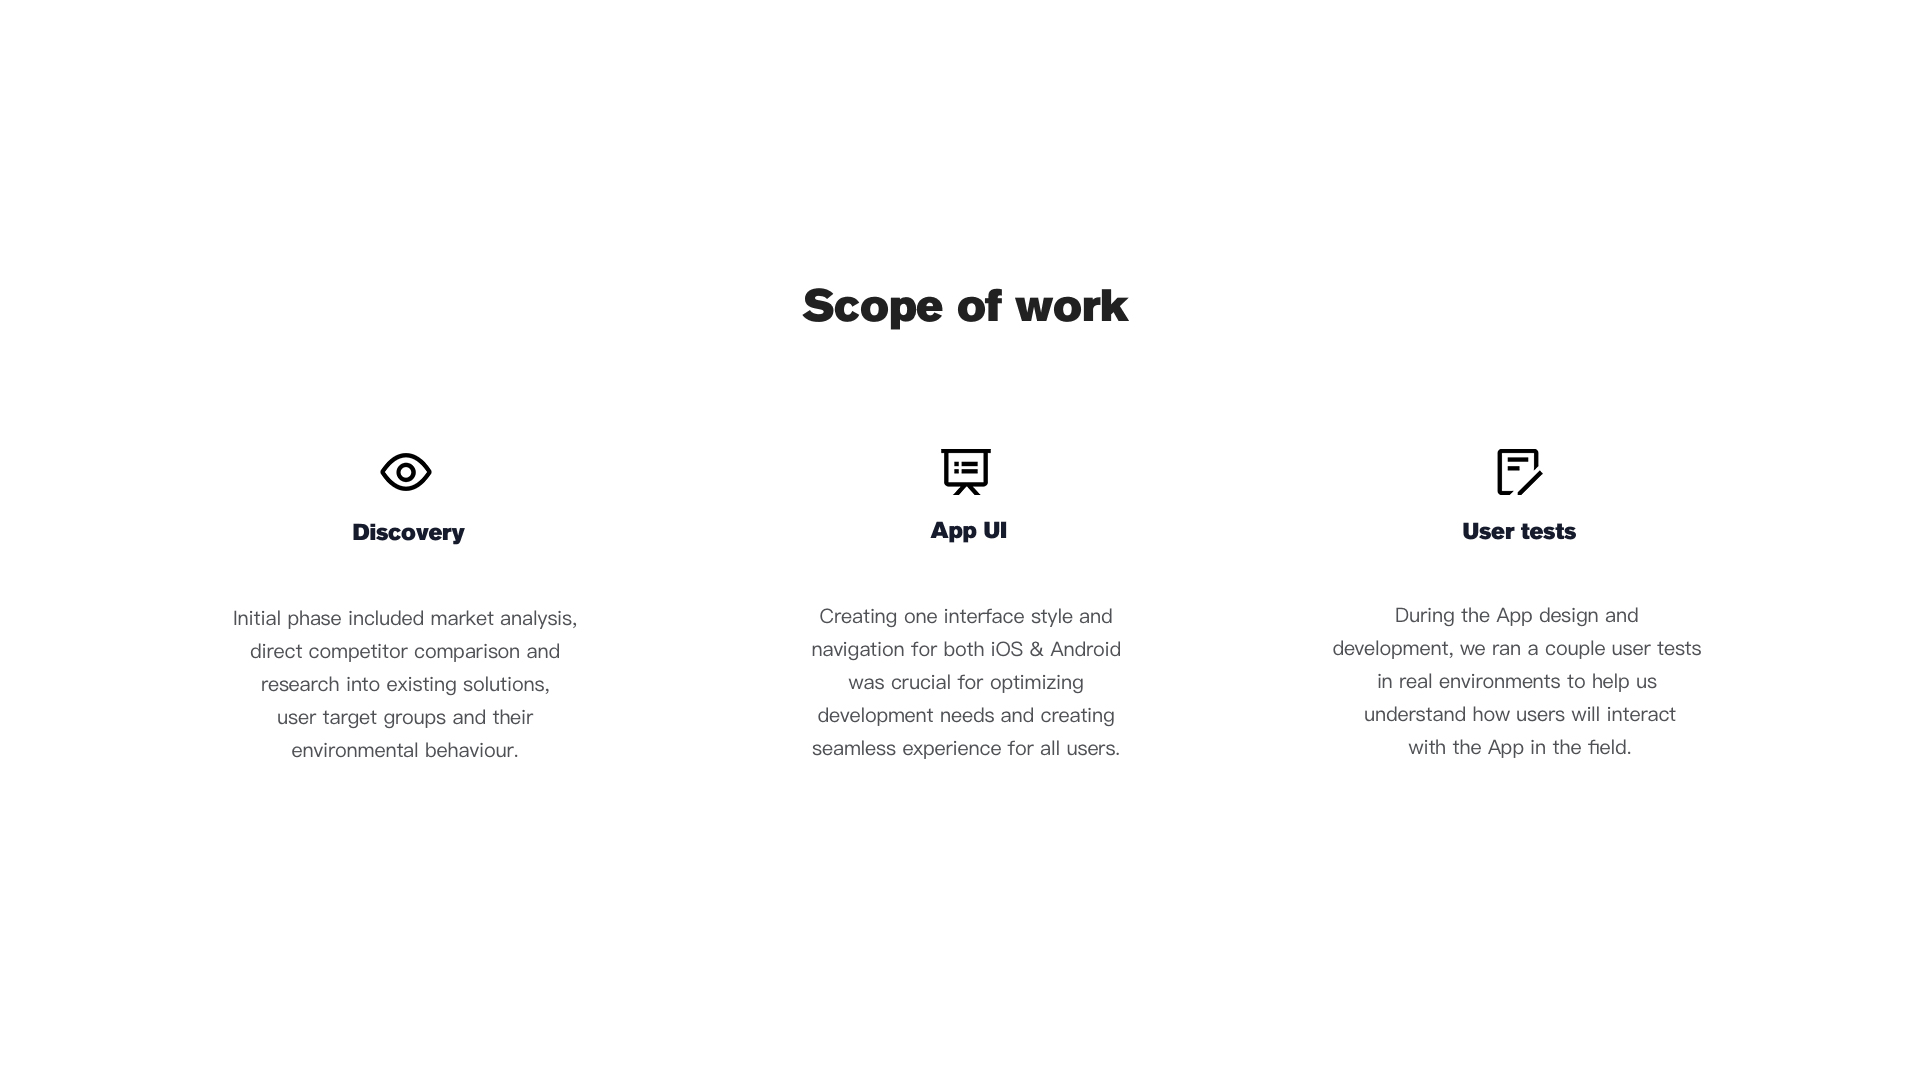 Scope of work
Discovery
Initial phase included market analysis,
direct competitor comparison and
research into existing solutions,
user target groups and their
environmental behaviour.
App UI
Creating one interface style and
navigation for both iOS & Android
was crucial for optimizing
development needs and creating
seamless experience for all users.
User tests
During the App design and
development, we ran a couple user tests
in real environments to help us
understand how users will interact
with the App in the field.